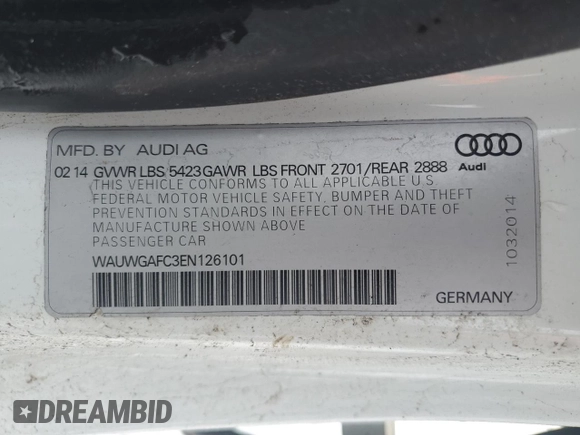 MFD. BY AUDI AG
02 14 GVWR LBS 5423 GAWR LBS FRONT 2701/REAR 2888
Audi
THIS VEHICLE CONFORMS TO ALL APPLICABLE U.S.
FEDERAL MOTOR VEHICLE SAFETY, BUMPER AND THEFT
PREVENTION STANDARDS IN EFFECT ON THE DATE OF
MANUFACTURE SHOWN ABOVE
PASSENGER CAR
WAUWGAFC3EN126101
1032014
GERMANY
DREAMBID